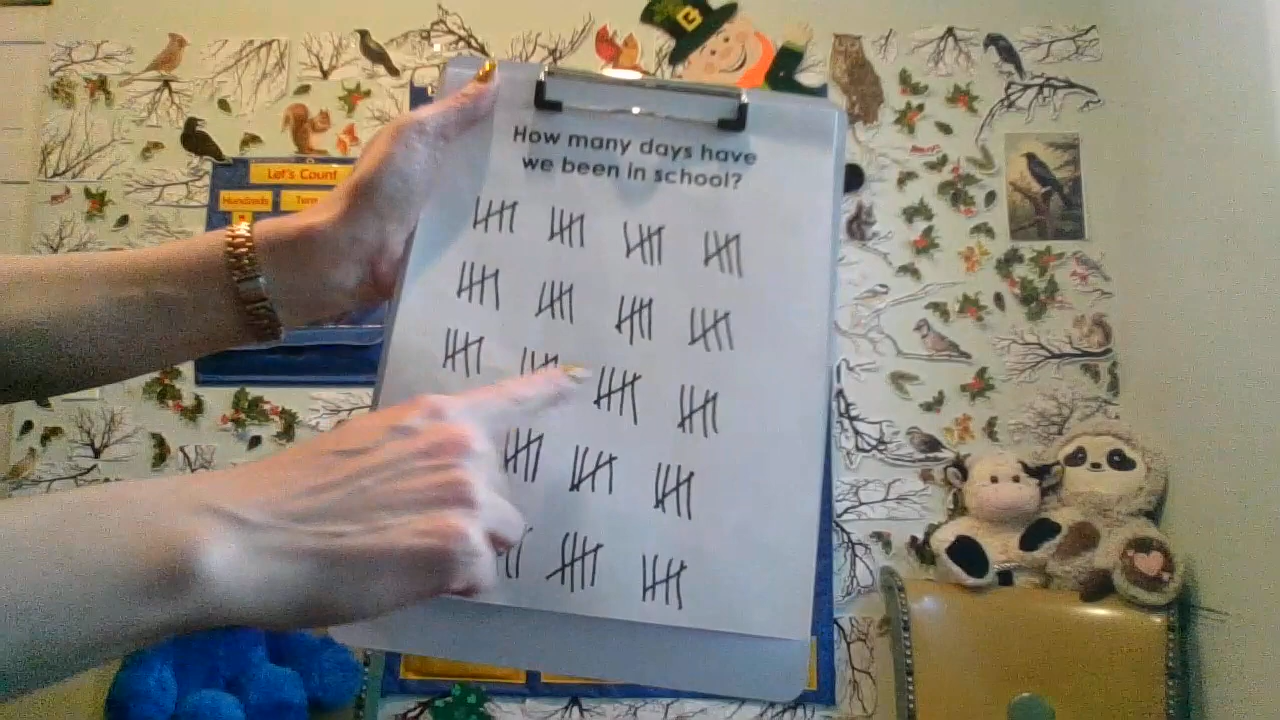 How many days have
we been in school?
Let's Count
Hundreds
Tens